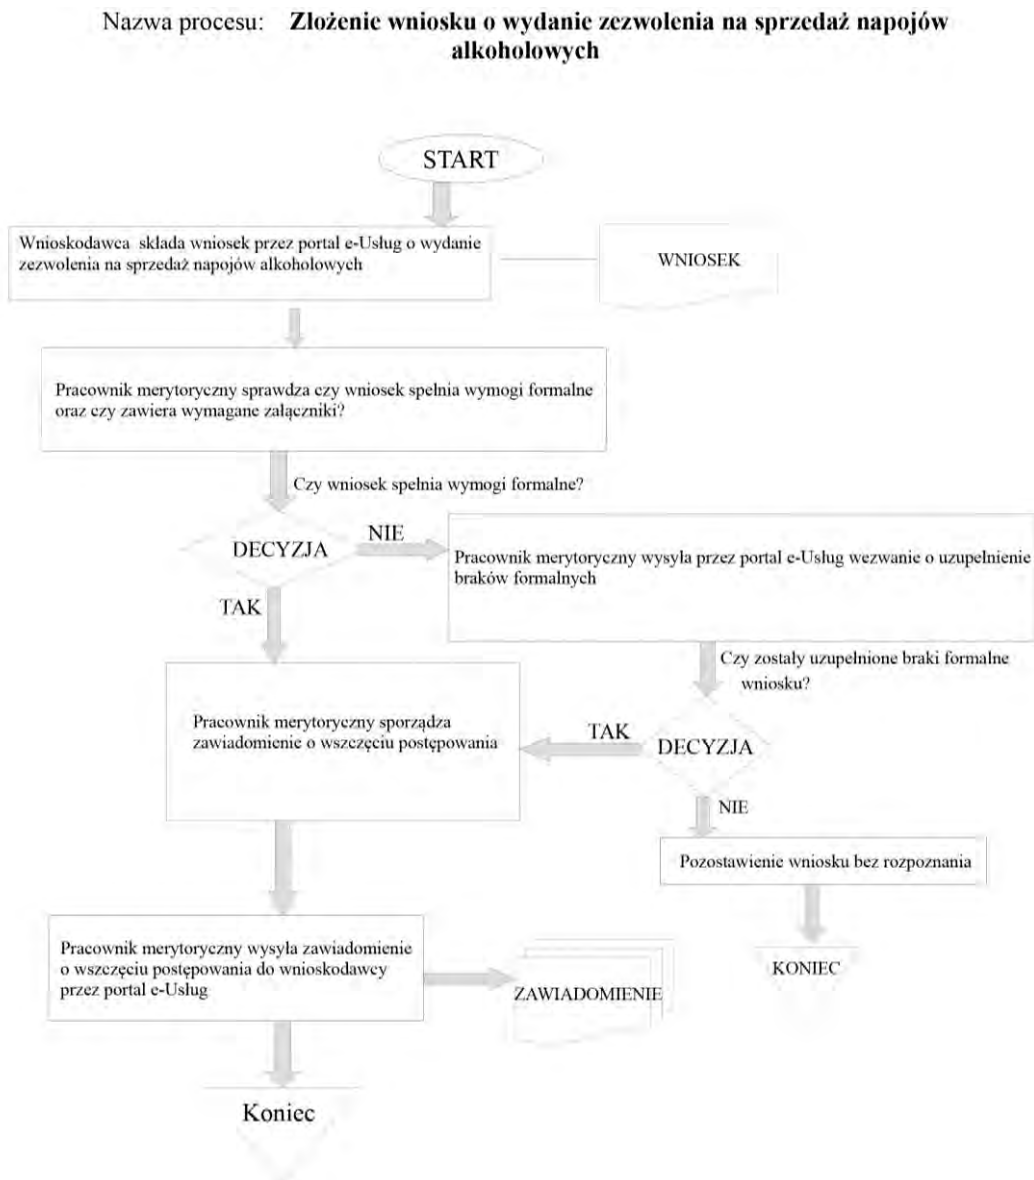 Nazwa procesu: Złożenie wniosku o wydanie zezwolenia na sprzedaż napojów
alkoholowych
START
Wnioskodawca składa wniosek przez portal e-Usług o wydanie
zezwolenia na sprzedaż napojów alkoholowych
WNIOSEK
Pracownik merytoryczny sprawdza czy wniosek spełnia wymogi formalne
oraz czy zawiera wymagane załączniki?
Czy wniosek spełnia wymogi formalne?
DECYZJA
NIE
Pracownik merytoryczny wysyła przez portal e-Usług wezwanie o uzupełnienie
braków formalnych
TAK
Czy zostały uzupełnione braki formalne
wniosku?
Pracownik merytoryczny sporządza
zawiadomienie o wszczęciu postępowania
TAK
DECYZJA
NIE
Pozostawienie wniosku bez rozpoznania
Pracownik merytoryczny wysyła zawiadomienie
o wszczęciu postępowania do wnioskodawcy
przez portal e-Usług
ZAWIADOMIENIE
KONIEC
Koniec